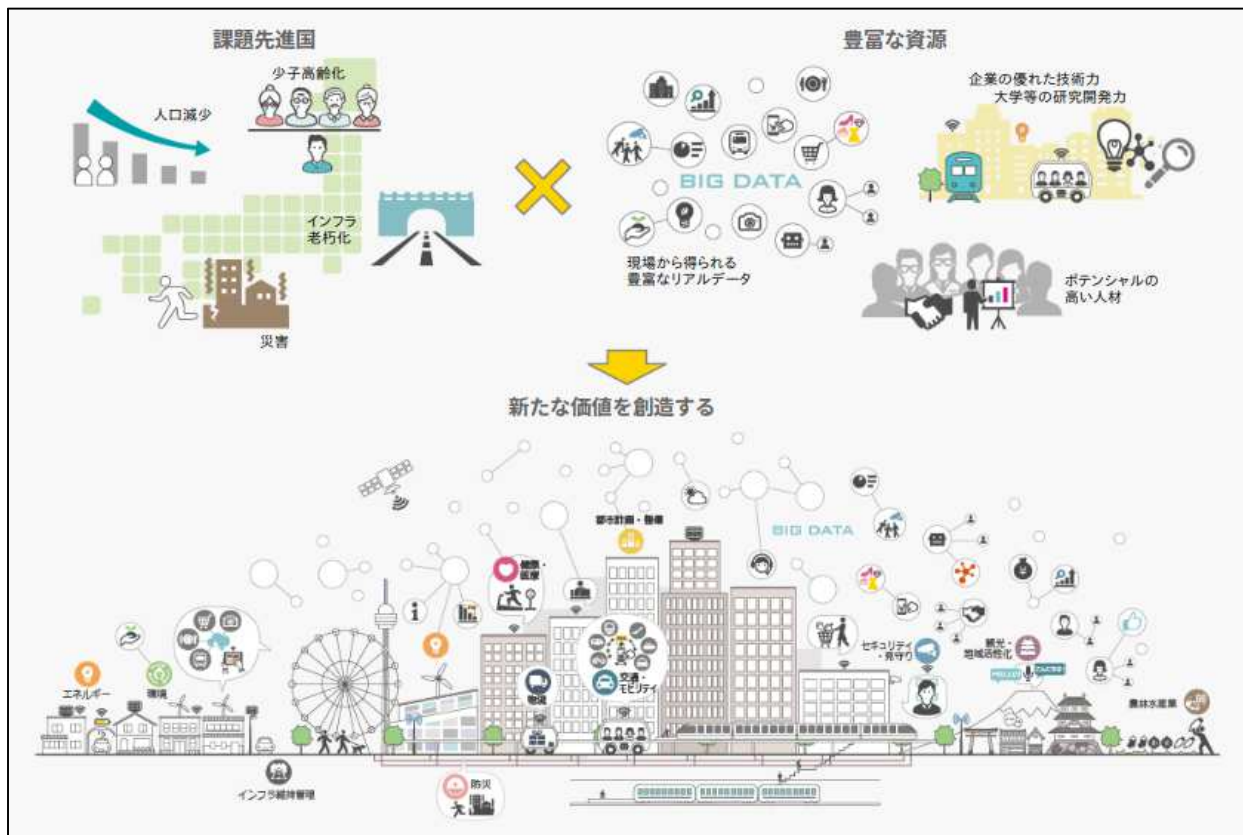 課題先進国
少子高齢化
人口減少
インフラ
老朽化
災害
豊富な資源
BIG DATA
現場から得られる
豊富なリアルデータ
企業の優れた技術力
大学等の研究開発力
ポテンシャルの
高い人材
新たな価値を創造する
都市計画・整備
BIG DATA
健康・
医療
エネルギー
環境
物流
交通・
モビリティ
セキュリティ
・見守り
観光・
地域活性化
HELLO!
こんにちは!
農林水産業
インフラ維持管理
防災